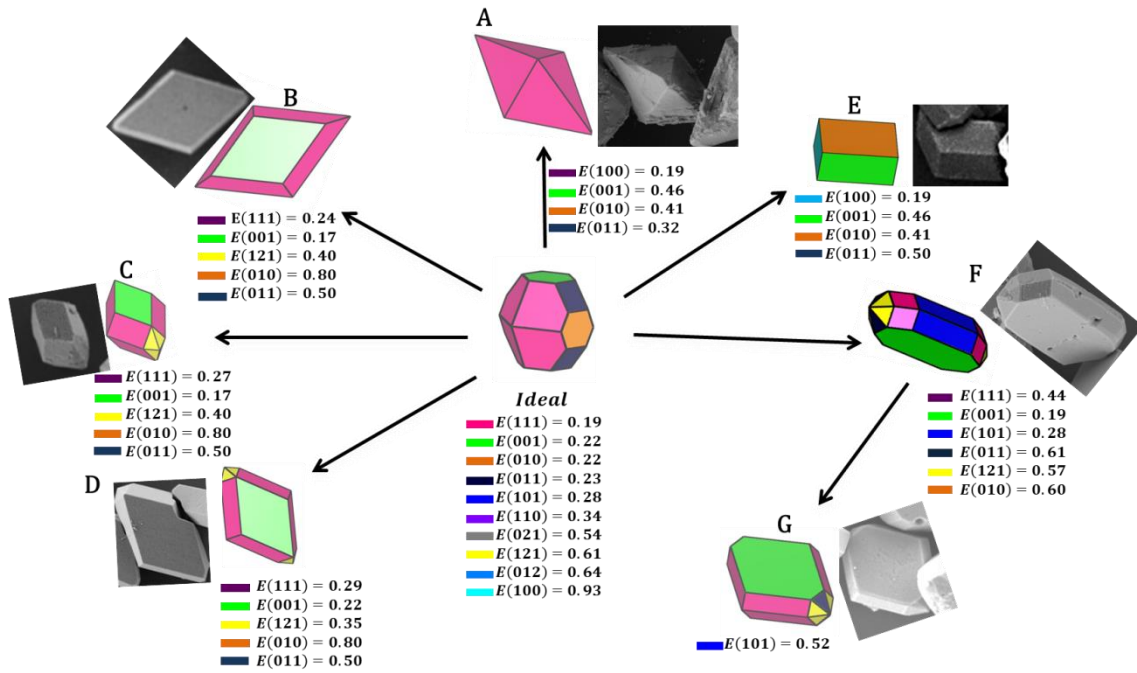 A
E(100) = 0.19
E(001) = 0.46
E(010) = 0.41
E(011) = 0.32
B
E(111) = 0.24
E(001) = 0.17
E(121) = 0.40
E(010) = 0.80
E(011) = 0.50
E
E(100) = 0.19
E(001) = 0.46
E(010) = 0.41
E(011) = 0.50
C
E(111) = 0.27
E(001) = 0.17
E(121) = 0.40
E(010) = 0.80
E(011) = 0.50
Ideal
E(111) = 0.19
E(001) = 0.22
E(010) = 0.22
E(011) = 0.23
E(101) = 0.28
E(110) = 0.34
E(021) = 0.54
E(121) = 0.61
E(012) = 0.64
E(100) = 0.93
F
E(111) = 0.44
E(001) = 0.19
E(101) = 0.28
E(011) = 0.61
E(121) = 0.57
E(010) = 0.60
D
E(111) = 0.29
E(001) = 0.22
E(121) = 0.35
E(010) = 0.80
E(011) = 0.50
G
E(101) = 0.52